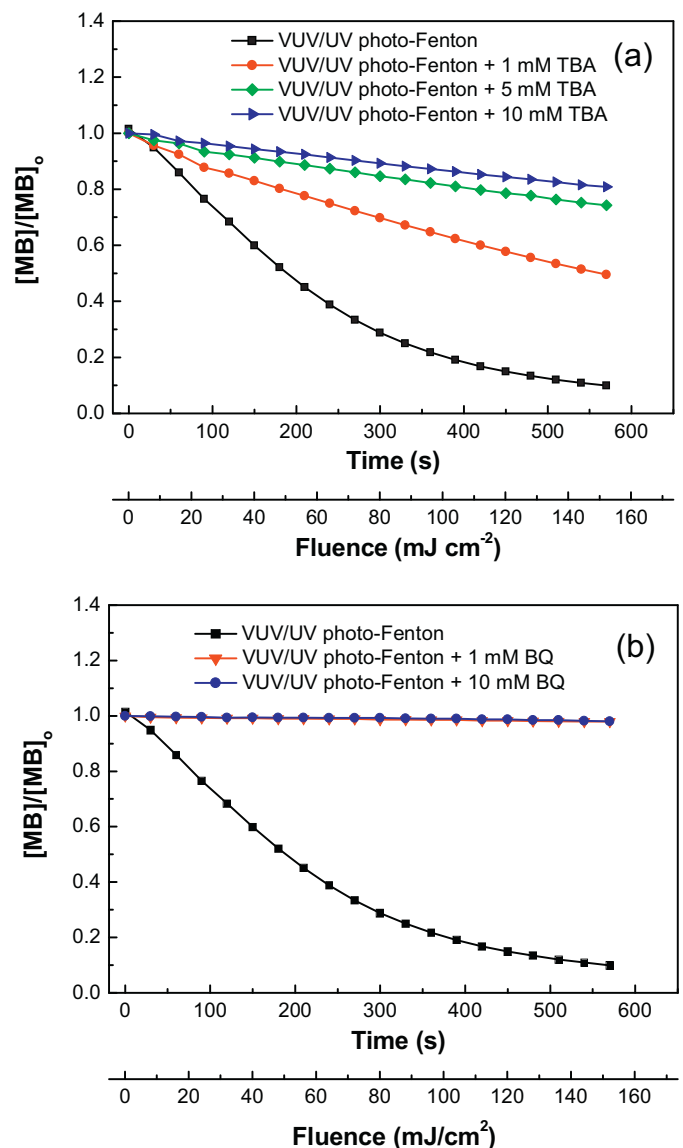 1.4
1.2
1.0
0.8
0.6
0.4
0.2
0.0
[MB]/[MB]o
VUV/UV photo-Fenton
VUV/UV photo-Fenton + 1 mM TBA
VUV/UV photo-Fenton + 5 mM TBA
VUV/UV photo-Fenton + 10 mM TBA
(a)
0 100 200 300 400 500 600
Time (s)
0 20 40 60 80 100 120 140 160
Fluence (mJ cm-2)
1.4
1.2
1.0
0.8
0.6
0.4
0.2
0.0
[MB]/[MB]o
VUV/UV photo-Fenton
VUV/UV photo-Fenton + 1 mM BQ
VUV/UV photo-Fenton + 10 mM BQ
(b)
0 100 200 300 400 500 600
Time (s)
0 20 40 60 80 100 120 140 160
Fluence (mJ/cm2)